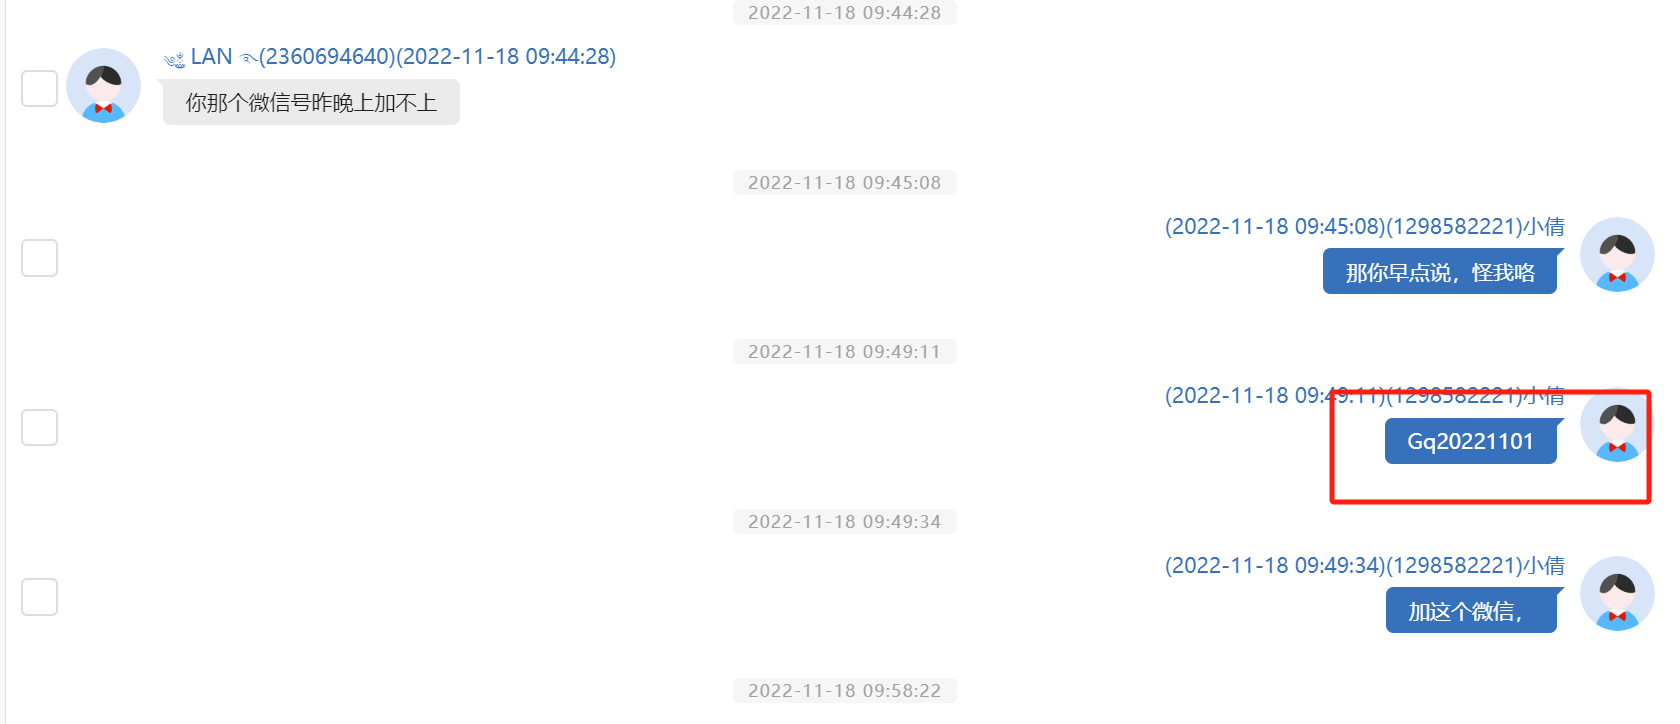 2022-11-18 09:44:28
༄ༀ LAN ࿐(2360694640)(2022-11-18 09:44:28)
你那个微信号昨晚上加不上
2022-11-18 09:45:08
(2022-11-18 09:45:08)(1298582221)小倩
那你早点说，怪我咯
2022-11-18 09:49:11
(2022-11-18 09:49:11)(1298582221)小倩
Gq20221101
2022-11-18 09:49:34
(2022-11-18 09:49:34)(1298582221)小倩
加这个微信，
2022-11-18 09:58:22